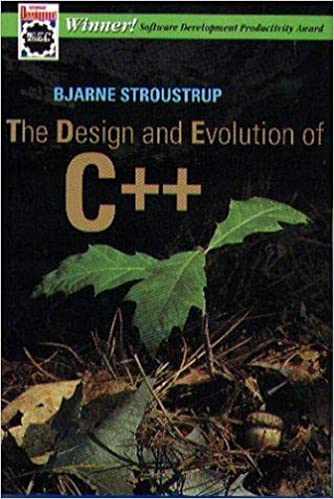 Winner! Software Development Productivity Award
BJARNE STROUSTRUP
The Design and Evolution of
C++